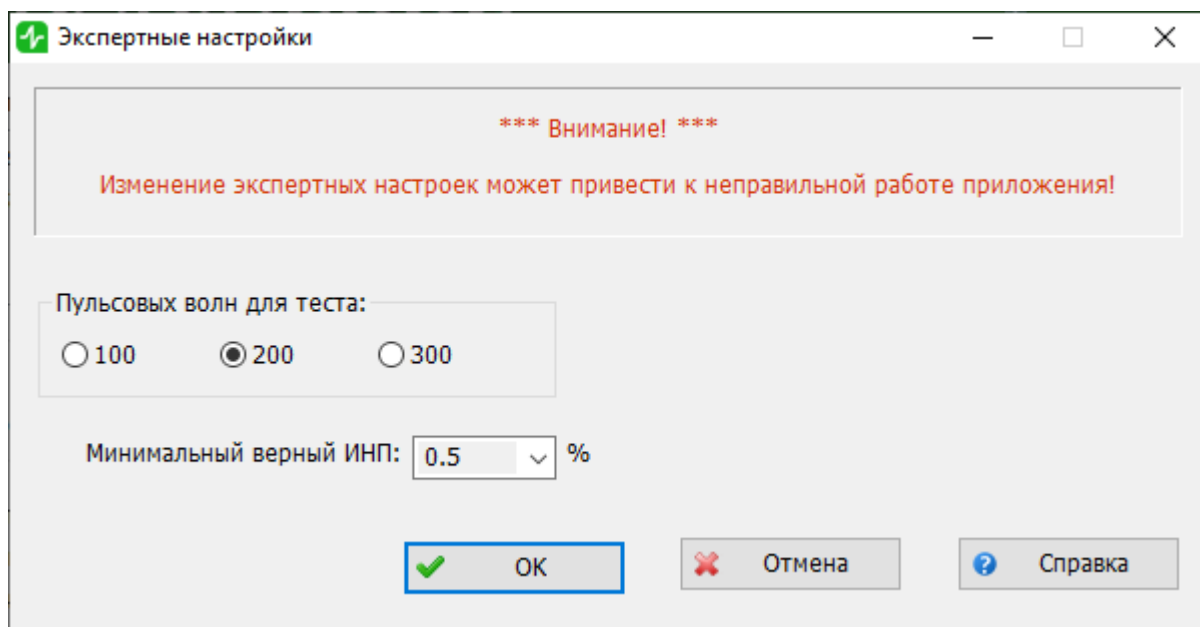 Экспертные настройки
*** Внимание! ***
Изменение экспертных настроек может привести к неправильной работе приложения!
Пульсовых волн для теста:
100 200 300
Минимальный верный ИНП: 0.5 %
ОК Отмена Справка